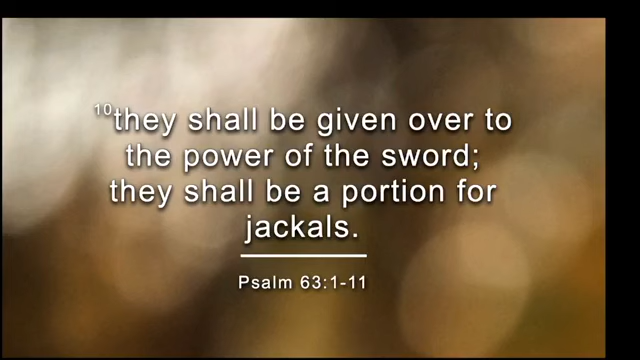 ¹⁰they shall be given over to
the power of the sword;
they shall be a portion for
jackals.
Psalm 63:1-11